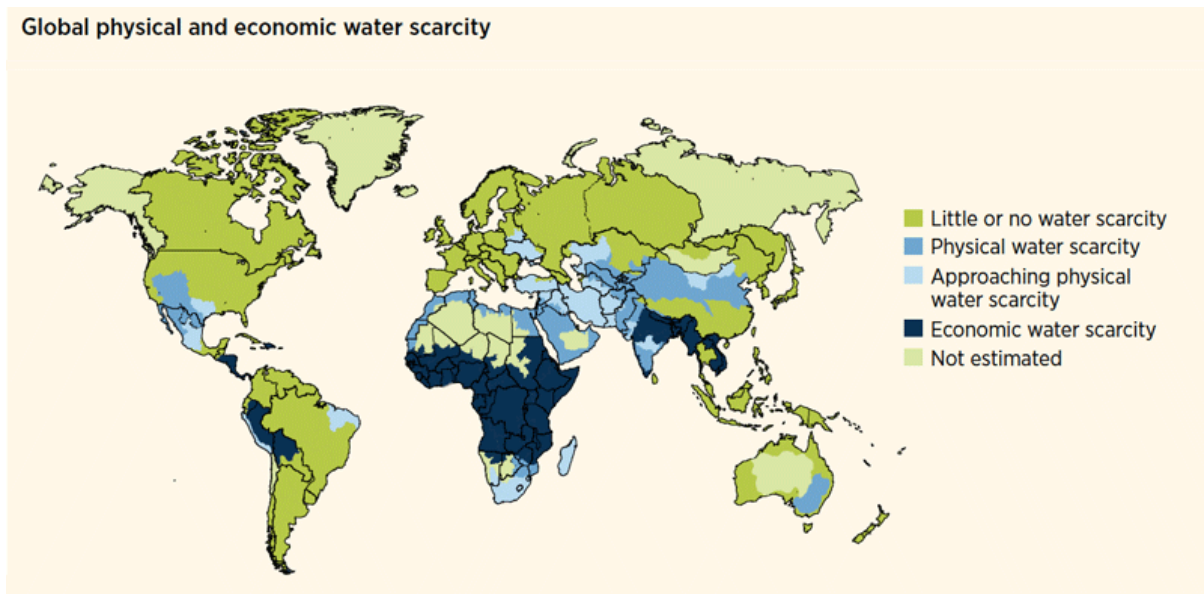 Global physical and economic water scarcity
Little or no water scarcity
Physical water scarcity
Approaching physical
water scarcity
Economic water scarcity
Not estimated